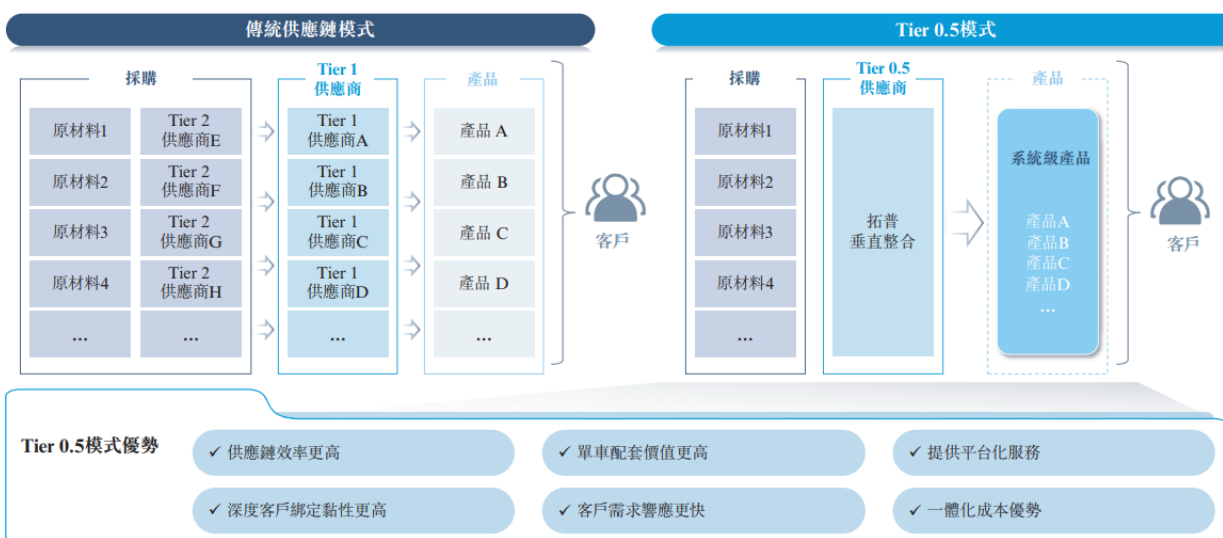 傳統供應鏈模式
採購
原材料1
Tier 2
供應商E
原材料2
Tier 2
供應商F
原材料3
Tier 2
供應商G
原材料4
Tier 2
供應商H
...
...
Tier 1
供應商
Tier 1
供應商A
Tier 1
供應商B
Tier 1
供應商C
Tier 1
供應商D
...
產品
產品 A
產品 B
產品 C
產品 D
...
客戶
Tier 0.5模式
採購
原材料1
原材料2
原材料3
原材料4
...
Tier 0.5
供應商
拓普
垂直整合
產品
系統級產品
產品A
產品B
產品C
產品D
...
客戶
Tier 0.5模式優勢
✓ 供應鏈效率更高
✓ 單車配套價值更高
✓ 提供平台化服務
✓ 深度客戶綁定黏性更高
✓ 客戶需求響應更快
✓ 一體化成本優勢